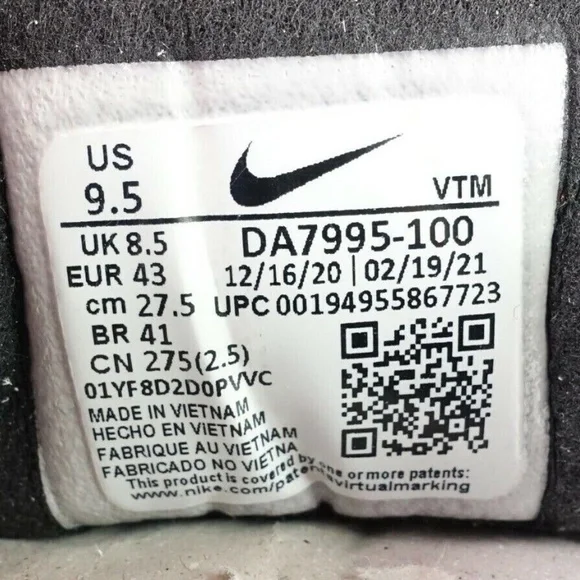 US
9.5
VTM
UK 8.5
DA7995-100
EUR 43
12/16/20 | 02/19/21
cm 27.5
UPC 00194955867723
BR 41
CN 275(2.5)
01YF8D2D0PVVC
MADE IN VIETNAM
HECHO EN VIETNAM
FABRIQUE AU VIETNAM
FABRICADO NO VIETNA
This product is covered by one or more patents:
www.nike.com/patentsvirtualmarking